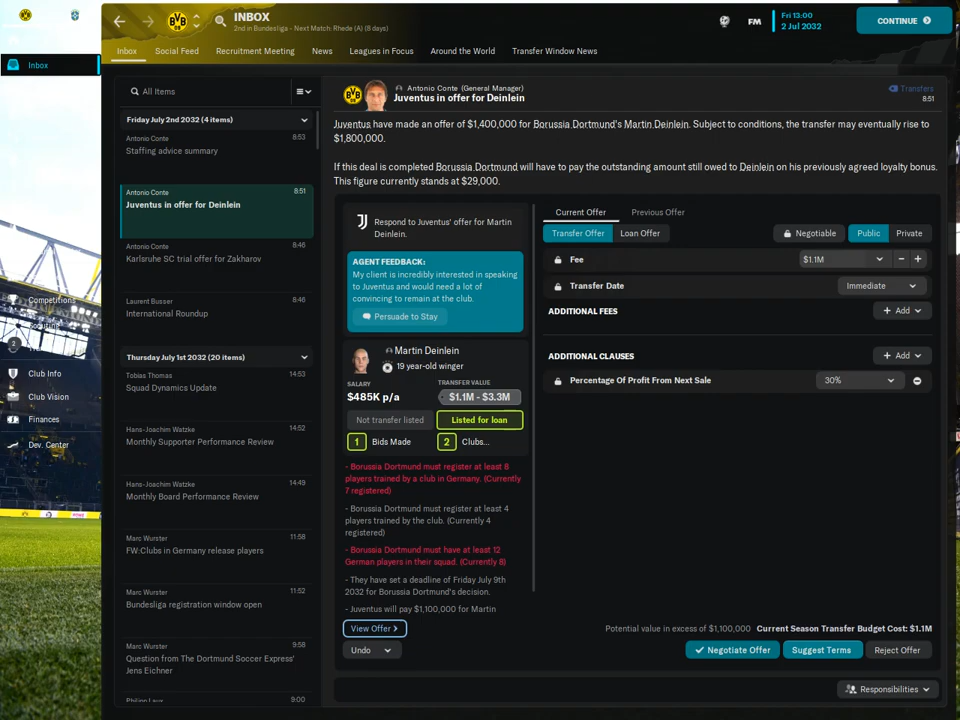 INBOX
2nd in Bundesliga - Next Match: Rhede (A) (8 days)
FM
Fri 13:00
2 Jul 2032
CONTINUE
Inbox
Social Feed
Recruitment Meeting
News
Leagues in Focus
Around the World
Transfer Window News
Inbox
Competitions
2
Club Info
Club Vision
Finances
Dev. Center
All Items
Friday July 2nd 2032 (4 items)
Antonio Conte 8:53
Staffing advice summary
Antonio Conte 8:51
Juventus in offer for Deinlein
Antonio Conte 8:46
Karlsruhe SC trial offer for Zakharov
Laurent Busser 8:46
International Roundup
Thursday July 1st 2032 (20 items)
Tobias Thomas 14:53
Squad Dynamics Update
Hans-Joachim Watzke 14:52
Monthly Supporter Performance Review
Hans-Joachim Watzke 14:49
Monthly Board Performance Review
Marc Wurster 11:58
FW:Clubs in Germany release players
Marc Wurster 11:52
Bundesliga registration window open
Marc Wurster 9:58
Question from The Dortmund Soccer Express'
Jens Eichner
9:00
Antonio Conte (General Manager)
Juventus in offer for Deinlein
Transfers
8:51
Juventus have made an offer of $1,400,000 for Borussia Dortmund's Martin Deinlein. Subject to conditions, the transfer may eventually rise to
$1,800,000.
If this deal is completed Borussia Dortmund will have to pay the outstanding amount still owed to Deinlein on his previously agreed loyalty bonus.
This figure currently stands at $29,000.
Respond to Juventus' offer for Martin
Deinlein.
AGENT FEEDBACK:
My client is incredibly interested in speaking
to Juventus and would need a lot of
convincing to remain at the club.
Persuade to Stay
Martin Deinlein
19 year-old winger
SALARY
$485K p/a
TRANSFER VALUE
$1.1M - $3.3M
Not transfer listed
Listed for loan
1 Bids Made
2 Clubs...
- Borussia Dortmund must register at least 8
players trained by a club in Germany. (Currently
7 registered)
- Borussia Dortmund must register at least 4
players trained by the club. (Currently 4
registered)
- Borussia Dortmund must have at least 12
German players in their squad. (Currently 8)
- They have set a deadline of Friday July 9th
2032 for Borussia Dortmund's decision.
- Juventus will pay $1,100,000 for Martin
View Offer
Undo
Current Offer
Previous Offer
Transfer Offer
Loan Offer
Negotiable
Public
Private
Fee
$1.1M
Transfer Date
Immediate
ADDITIONAL FEES
Add
ADDITIONAL CLAUSES
Add
Percentage Of Profit From Next Sale
30%
Potential value in excess of $1,100,000 Current Season Transfer Budget Cost: $1.1M
Negotiate Offer
Suggest Terms
Reject Offer
Responsibilities